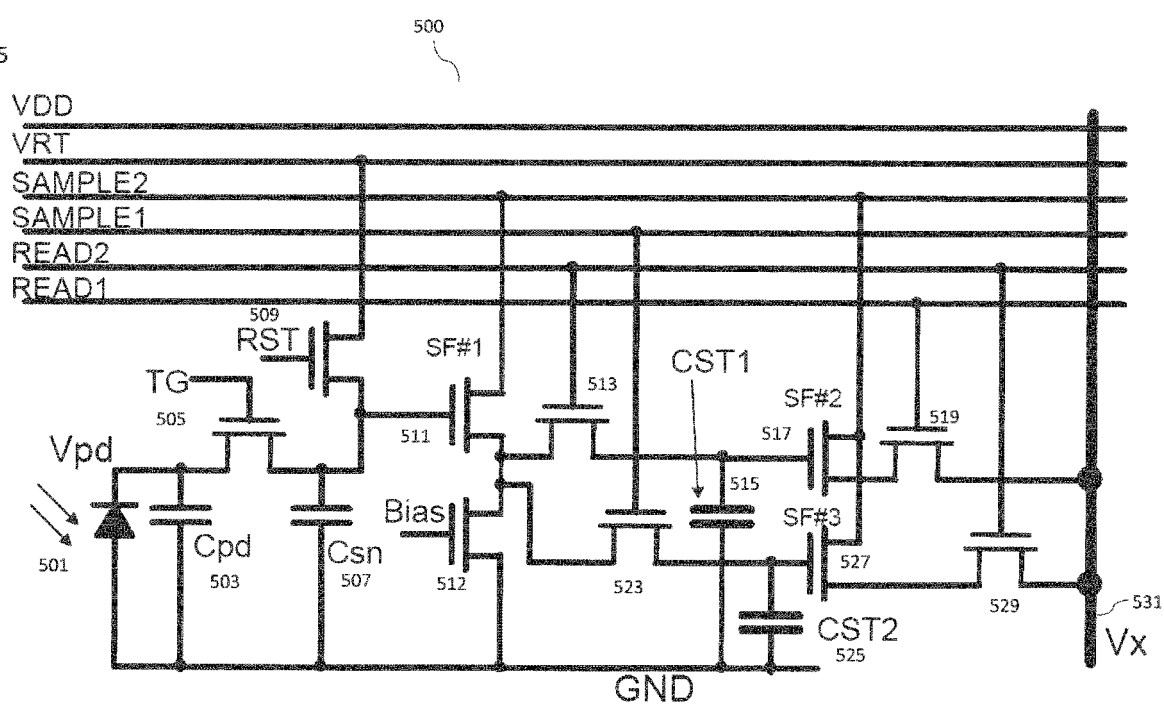 500
5
VDD
VRT
SAMPLE2
SAMPLE1
READ2
READ1
509
RST
SF#1
TG
513
CST1
SF#2
505
511
517
519
Vpd
515
Bias
SF#3
Cpd
Csn
527
501
503
507
512
523
529
531
CST2
525
Vx
GND